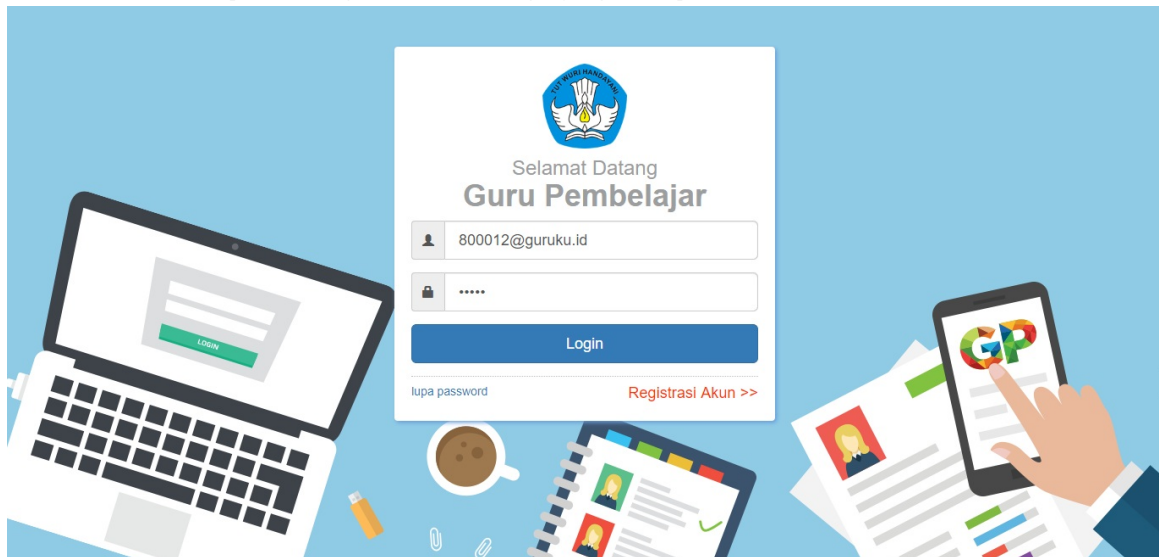 TUT WURI HANDAYANI
Selamat Datang
Guru Pembelajar
800012@guruku.id
•••••
Login
lupa password
Registrasi Akun >>
LOGIN
GP